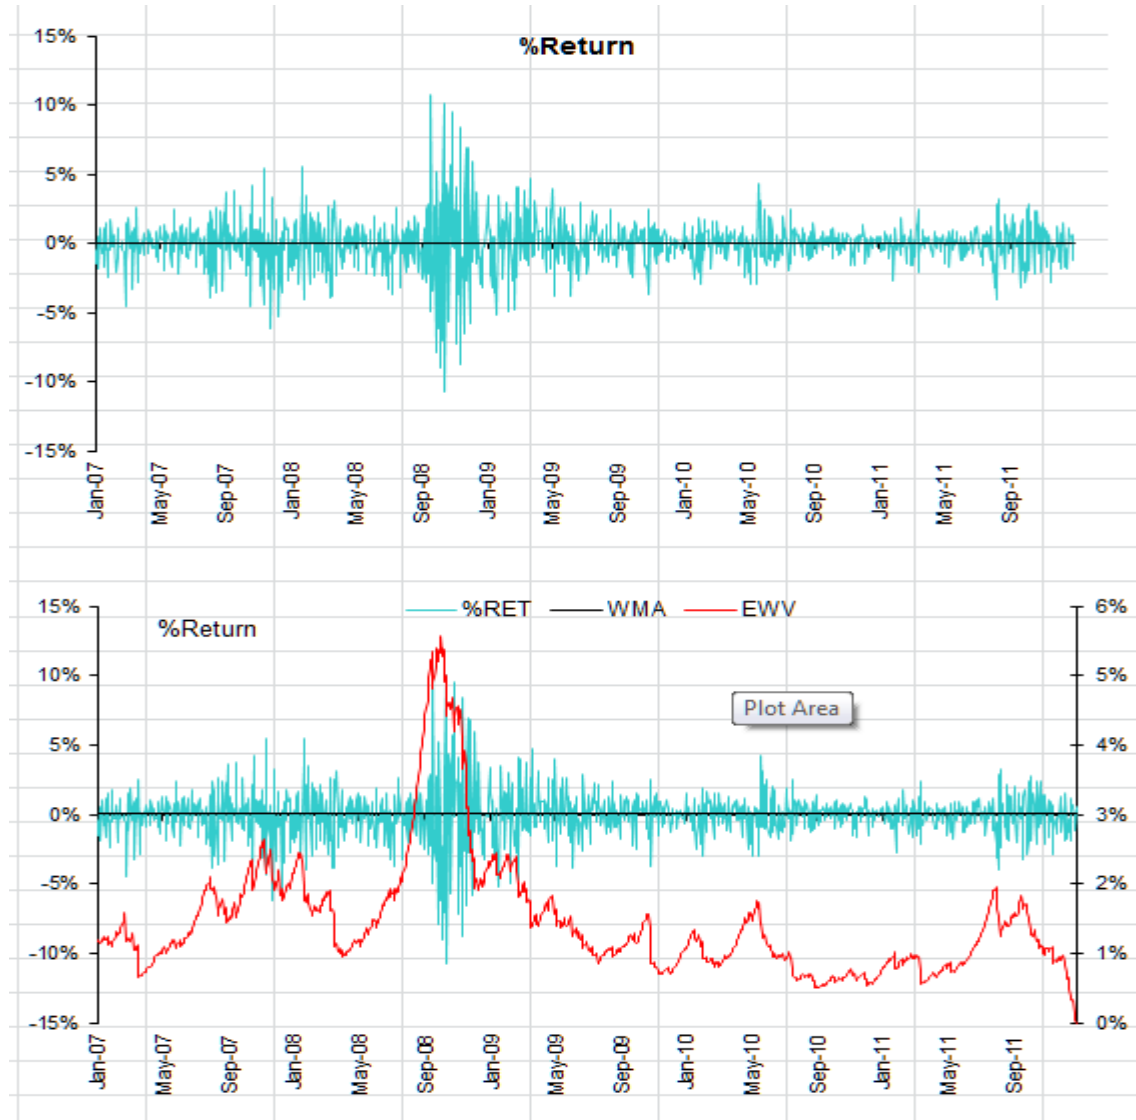 %Return
15%
10%
5%
0%
-5%
-10%
-15%
Jan-07 May-07 Sep-07 Jan-08 May-08 Sep-08 Jan-09 May-09 Sep-09 Jan-10 May-10 Sep-10 Jan-11 May-11 Sep-11
%RET WMA EWV
%Return
15% 6%
10% 5%
Plot Area
5% 4%
0% 3%
-5% 2%
-10% 1%
-15% 0%
Jan-07 May-07 Sep-07 Jan-08 May-08 Sep-08 Jan-09 May-09 Sep-09 Jan-10 May-10 Sep-10 Jan-11 May-11 Sep-11